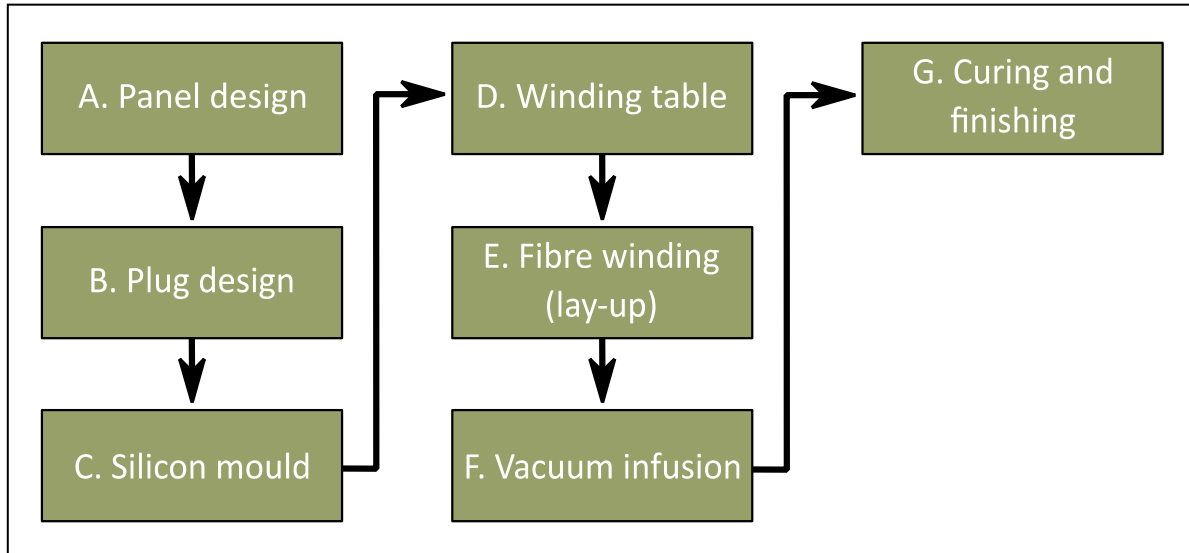 A. Panel design
B. Plug design
C. Silicon mould
D. Winding table
E. Fibre winding
(lay-up)
F. Vacuum infusion
G. Curing and
finishing